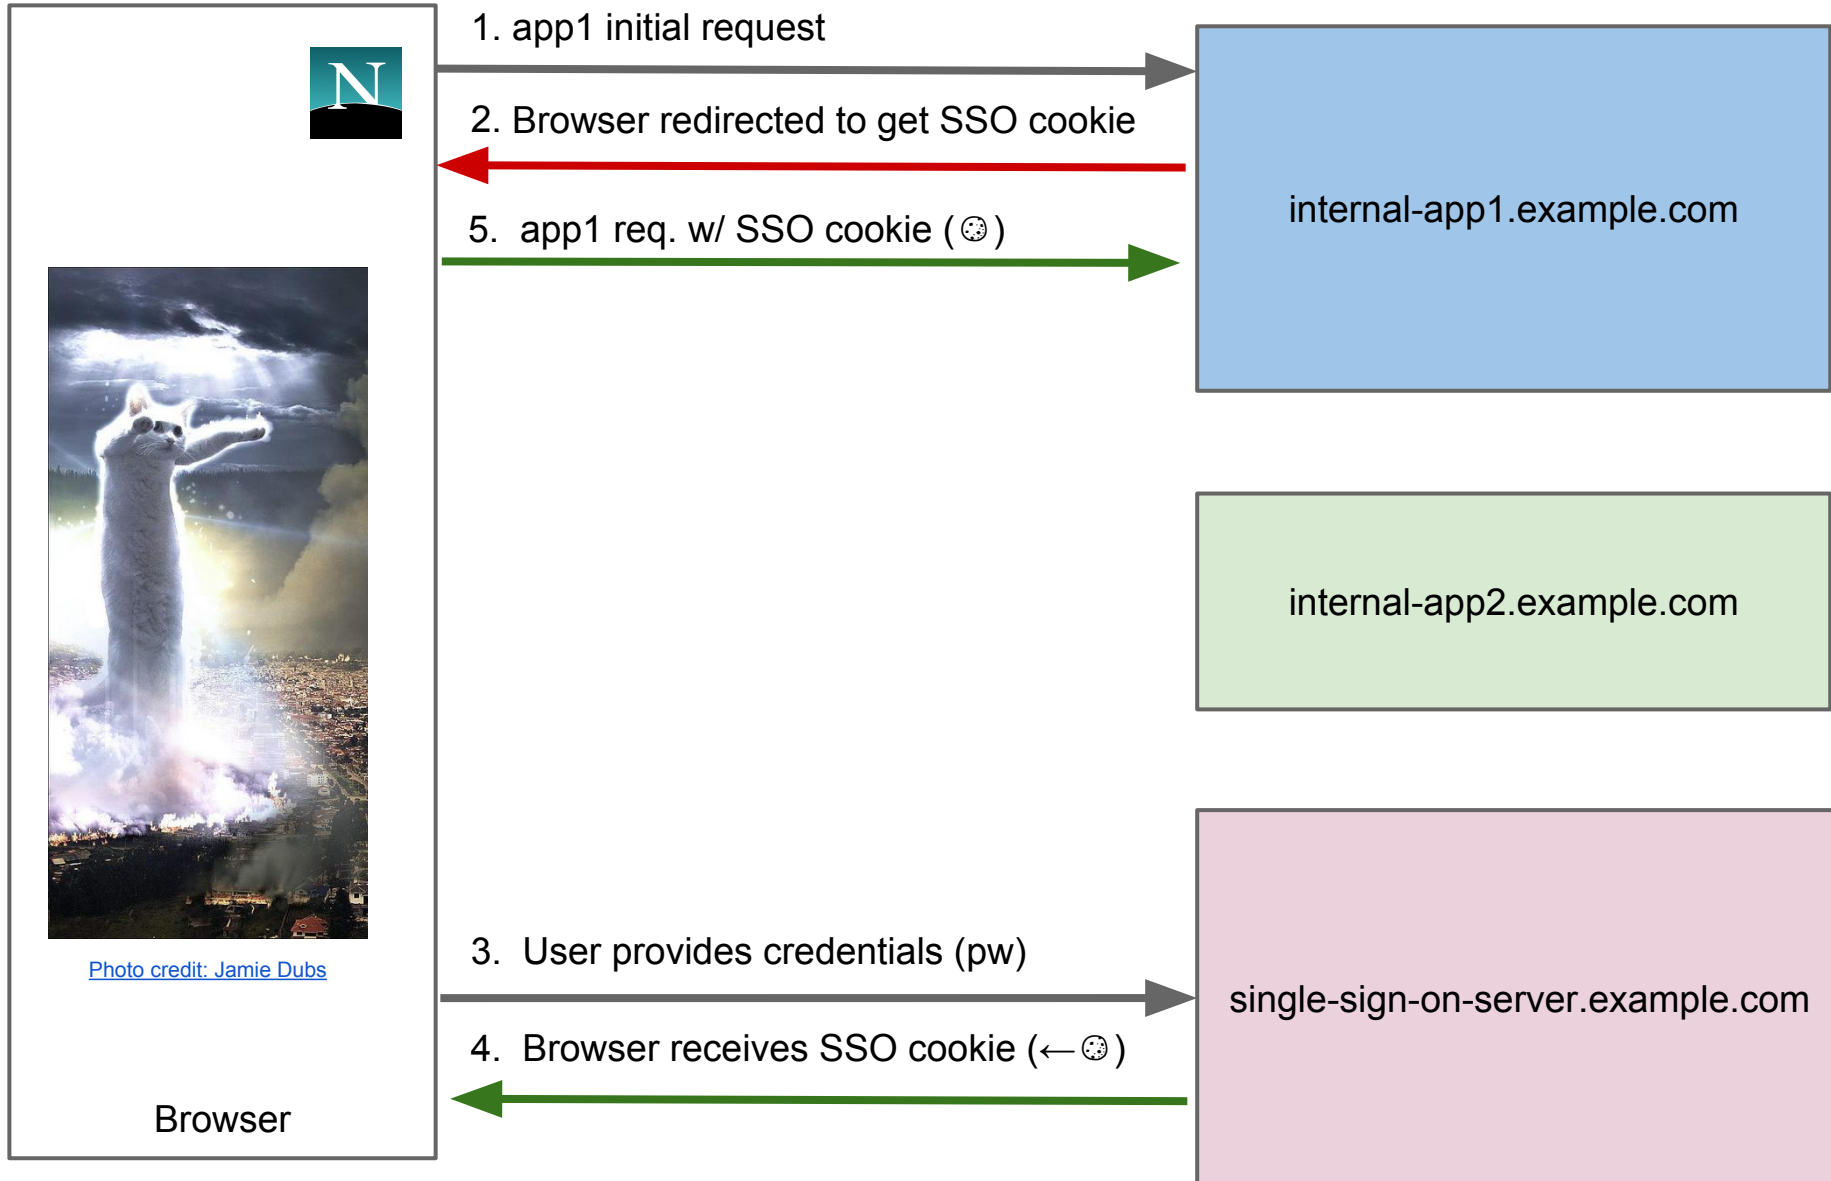 N
1. app1 initial request
2. Browser redirected to get SSO cookie
5. app1 req. w/ SSO cookie (🍪)
internal-app1.example.com
internal-app2.example.com
3. User provides credentials (pw)
4. Browser receives SSO cookie (←🍪)
single-sign-on-server.example.com
Photo credit: Jamie Dubs
Browser